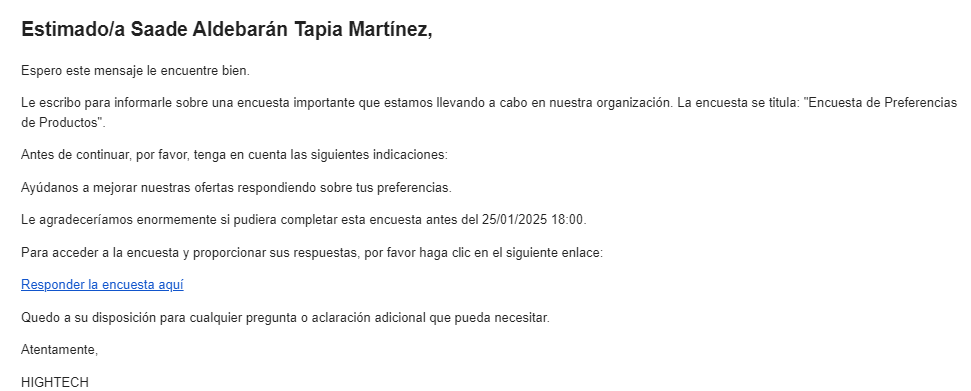 Estimado/a Saade Aldebarán Tapia Martínez,
Espero este mensaje le encuentre bien.
Le escribo para informarle sobre una encuesta importante que estamos llevando a cabo en nuestra organización. La encuesta se titula: "Encuesta de Preferencias
de Productos".
Antes de continuar, por favor, tenga en cuenta las siguientes indicaciones:
Ayúdanos a mejorar nuestras ofertas respondiendo sobre tus preferencias.
Le agradeceríamos enormemente si pudiera completar esta encuesta antes del 25/01/2025 18:00.
Para acceder a la encuesta y proporcionar sus respuestas, por favor haga clic en el siguiente enlace:
Responder la encuesta aquí
Quedo a su disposición para cualquier pregunta o aclaración adicional que pueda necesitar.
Atentamente,
HIGHTECH